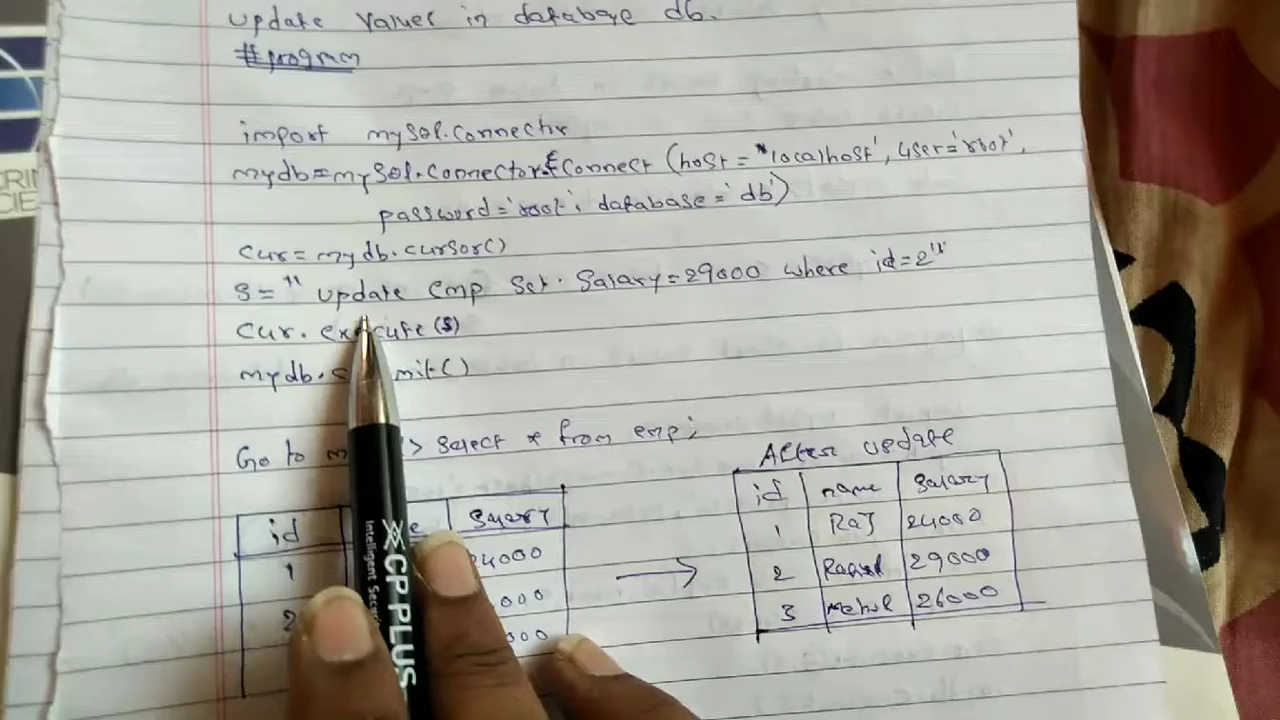 update values in database db.
#program
import mysql.connector
mydb=mysql.connector.connect (host = 'localhost', user='root',
password='root', database='db')
cur=mydb.cursor()
s=" update emp set salary=29000 where id=2"
cur.execute(s)
mydb. mit()
Go to > select * from emp;
After update
id salary
1 24000
2 000
000
id name salary
1 RaJ 24000
2 29000
3 Mehul 26000
CP PLUS
Intelligent